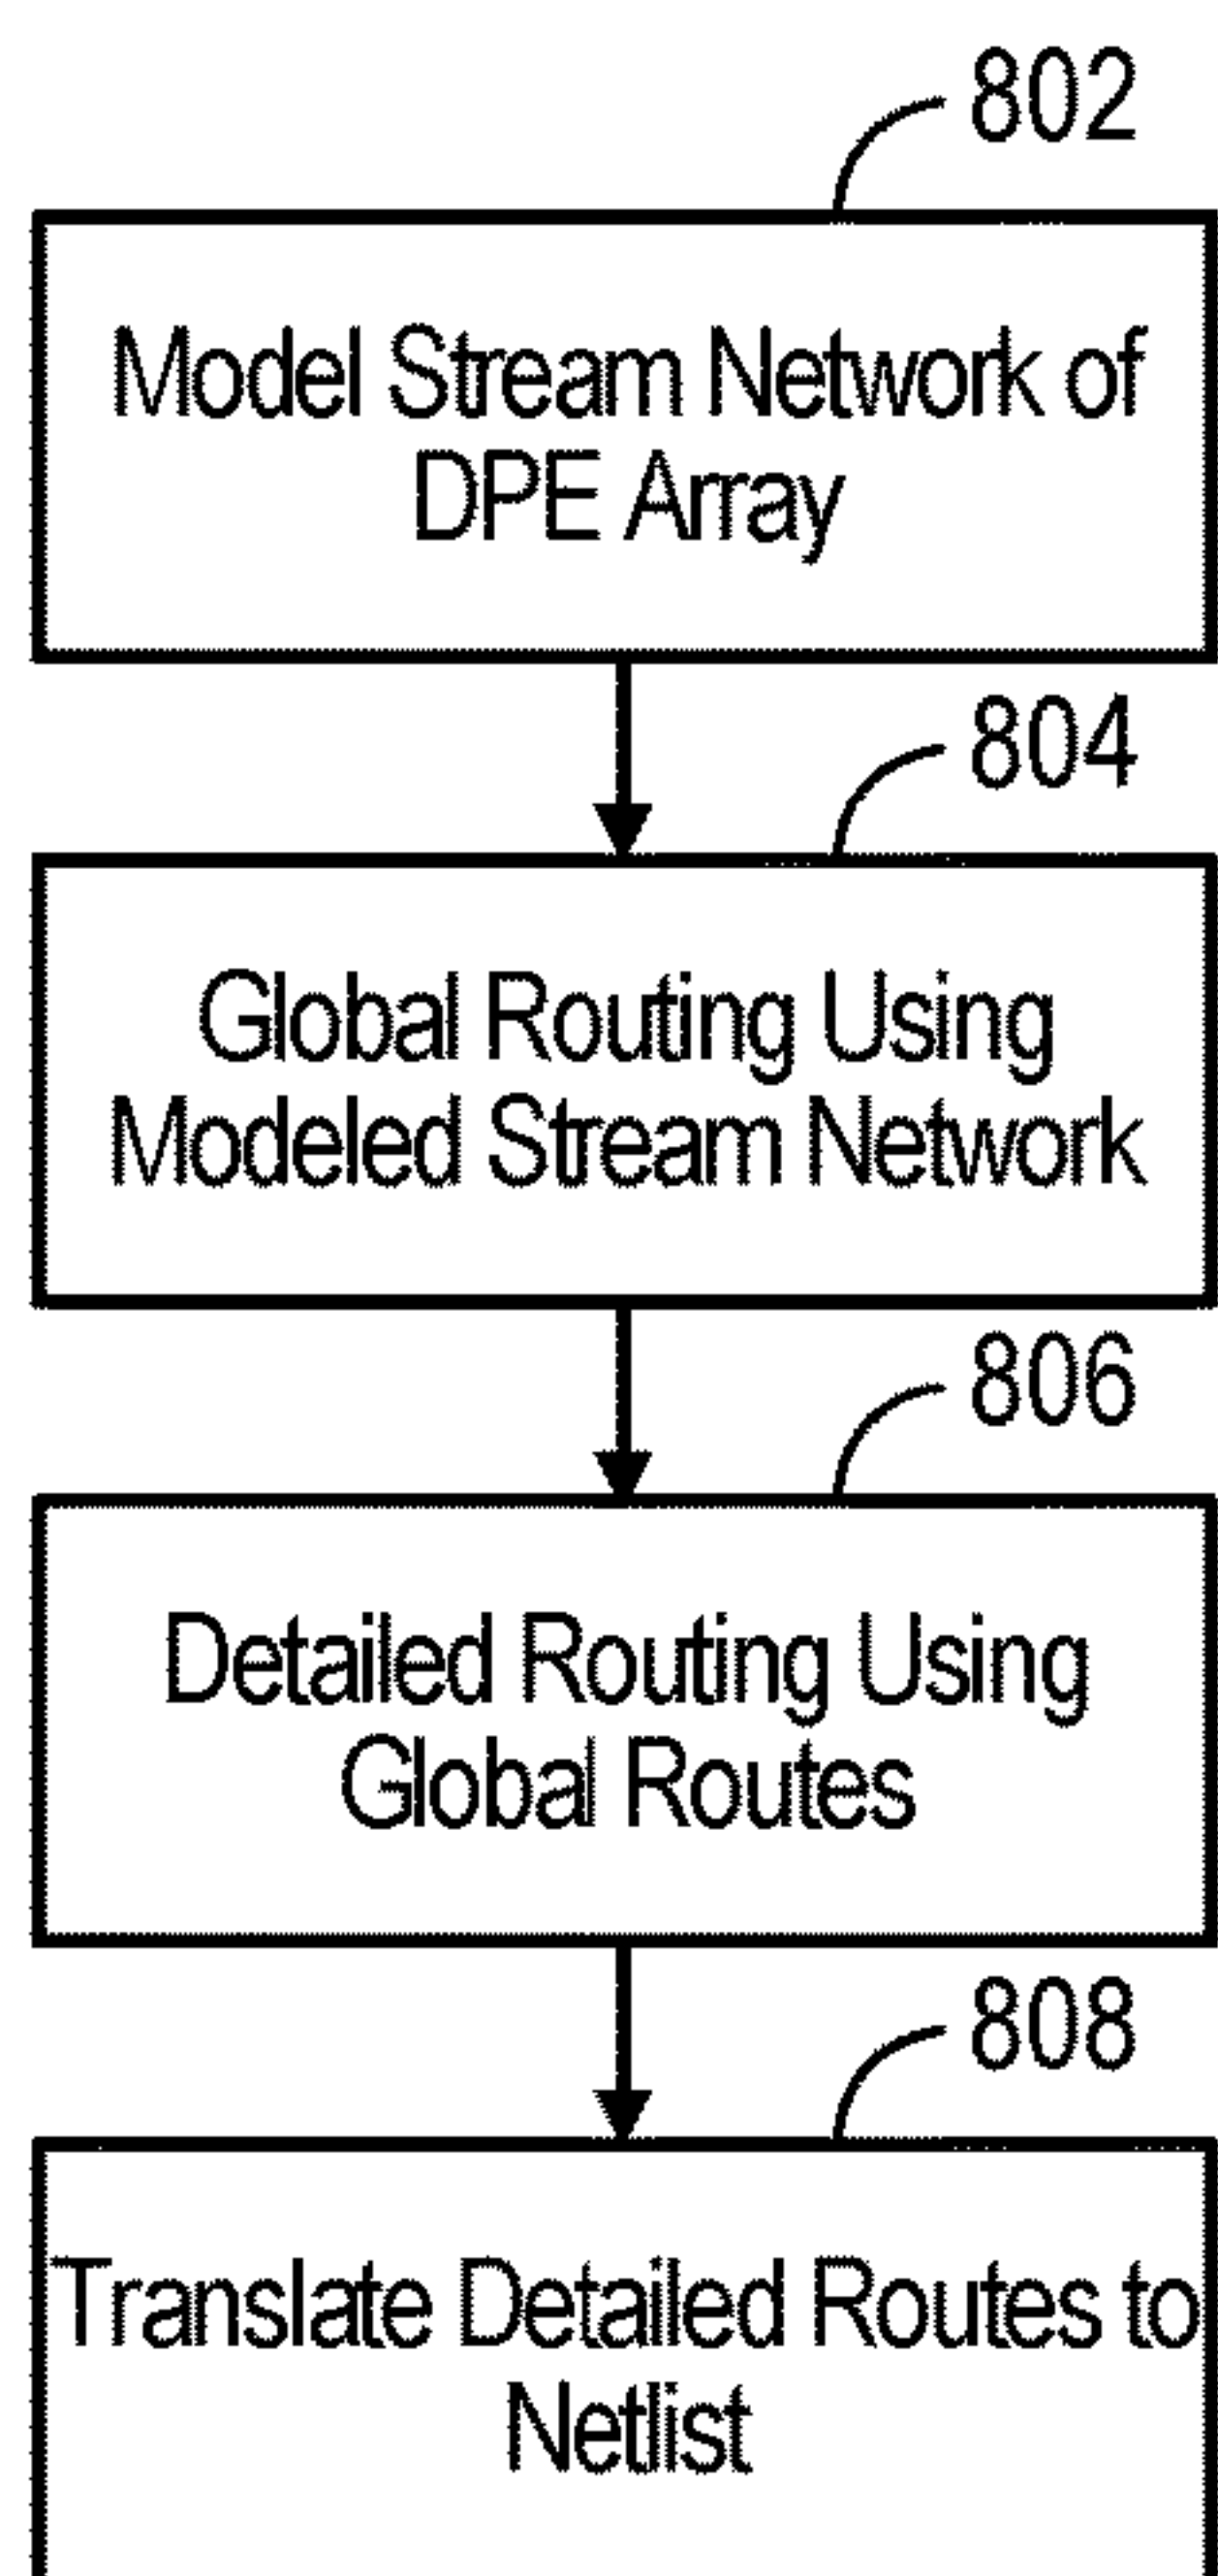 802
Model Stream Network of
DPE Array
804
Global Routing Using
Modeled Stream Network
806
Detailed Routing Using
Global Routes
808
Translate Detailed Routes to
Netlist